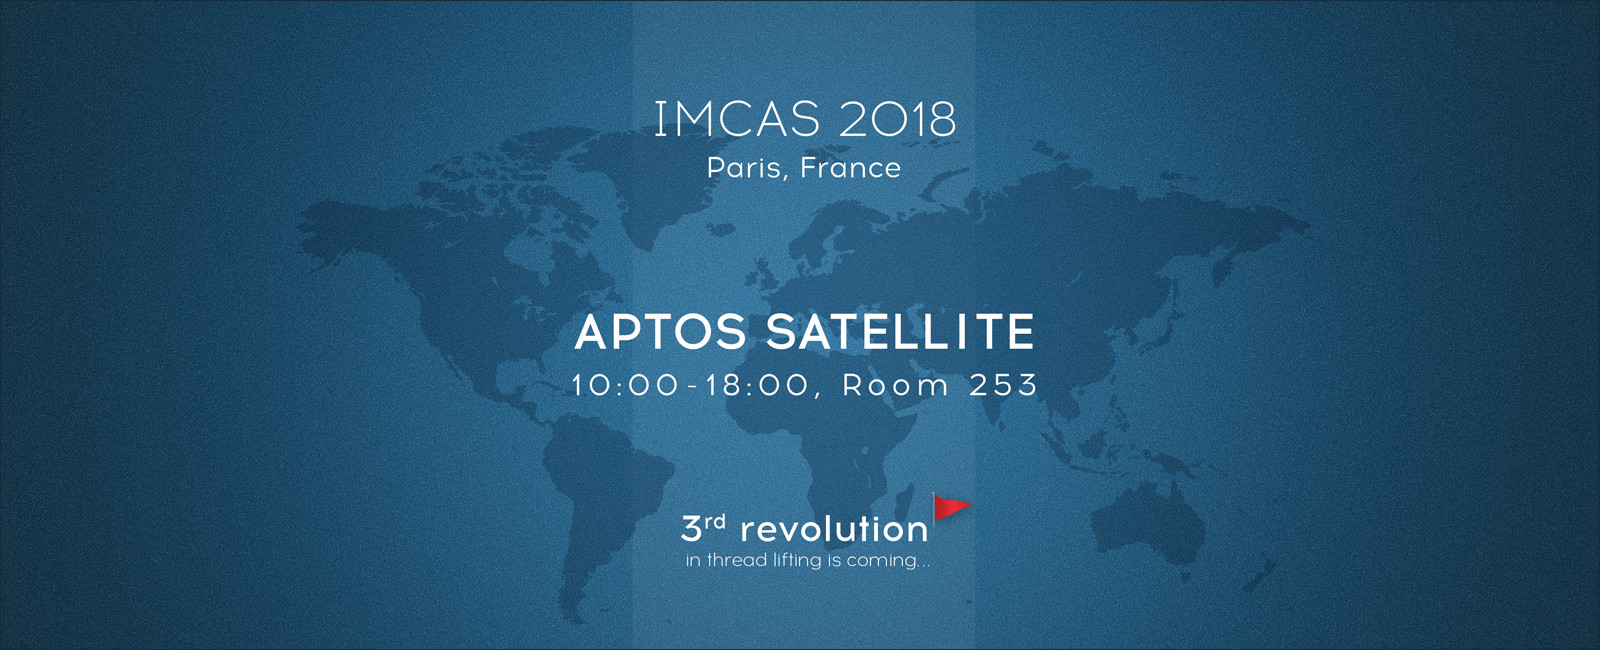 IMCAS 2018
Paris, France
APTOS SATELLITE
10:00-18:00, Room 253
3rd revolution
in thread lifting is coming...